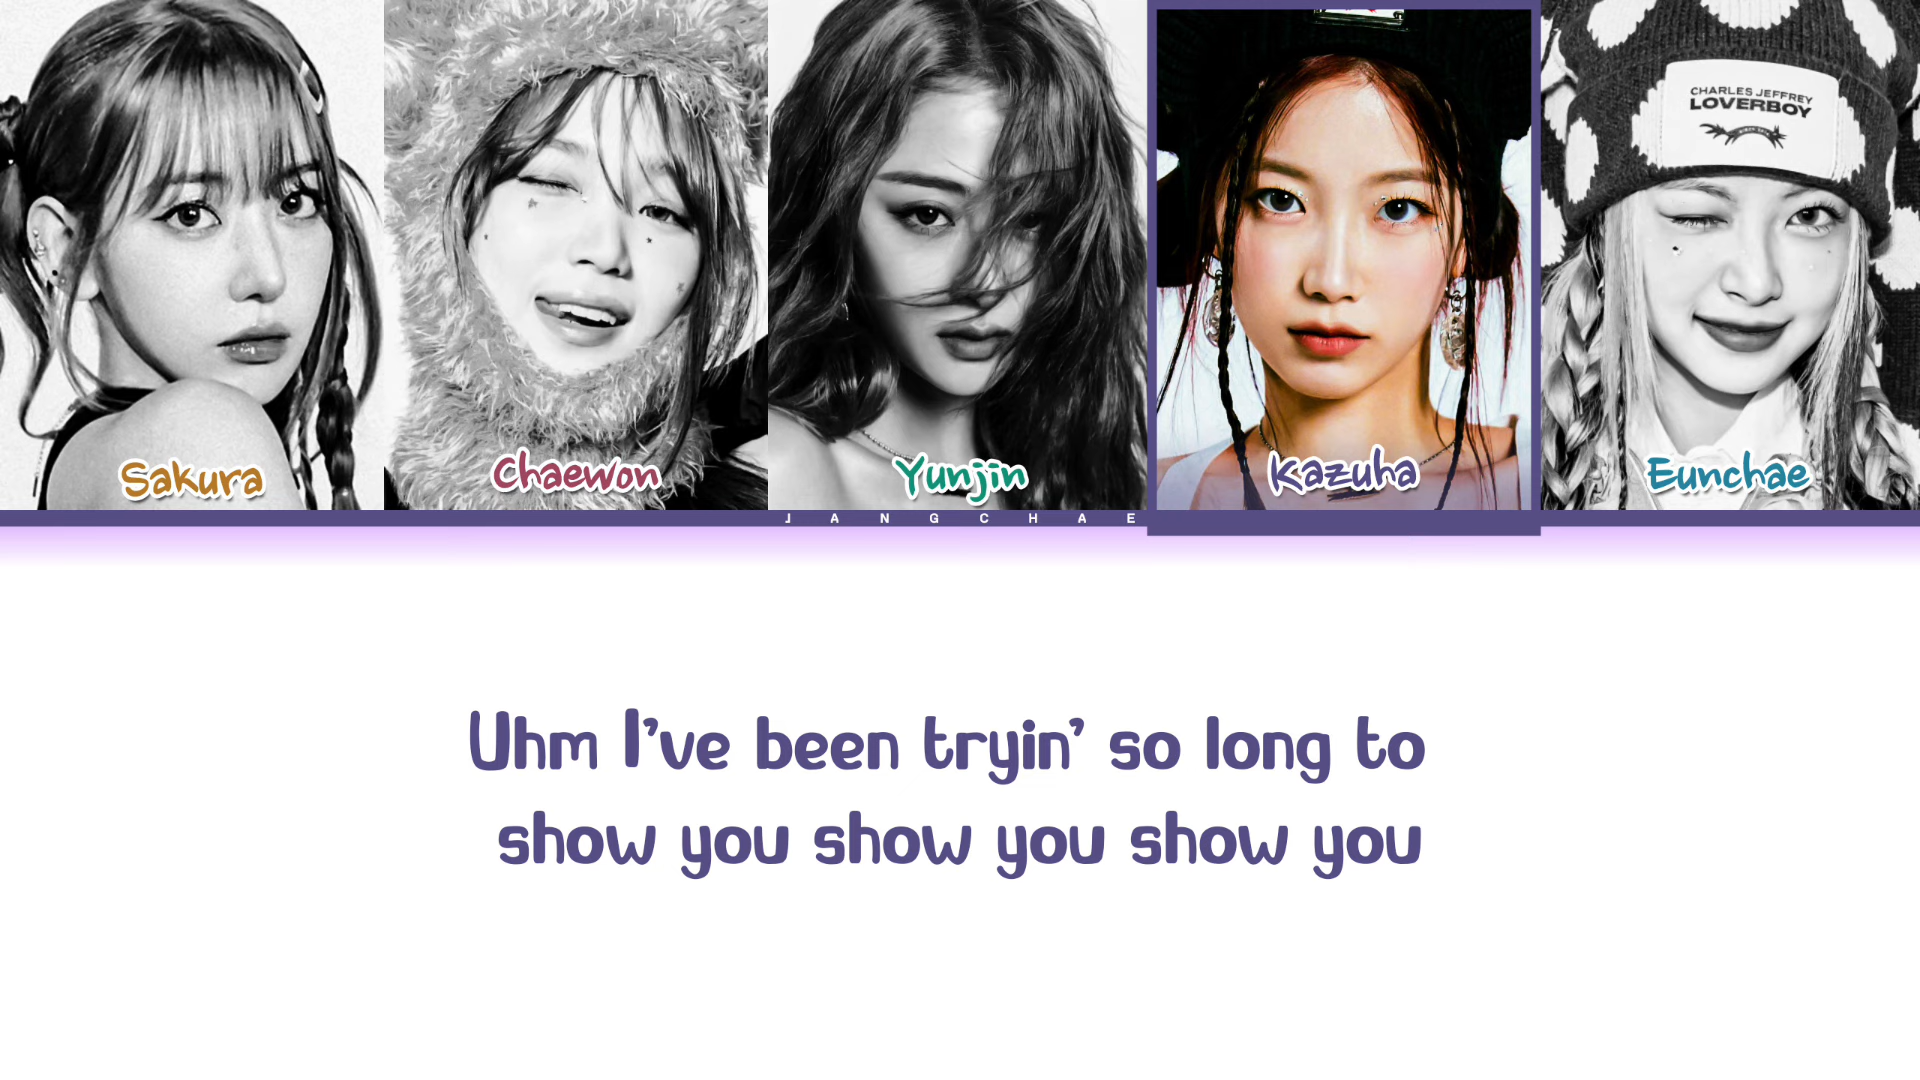 CHARLES JEFFREY
LOVERBOY
Sakura
Chaewon
Yunjin
Kazuha
Eunchae
JANGCHAE
Uhm I've been tryin' so long to
show you show you show you